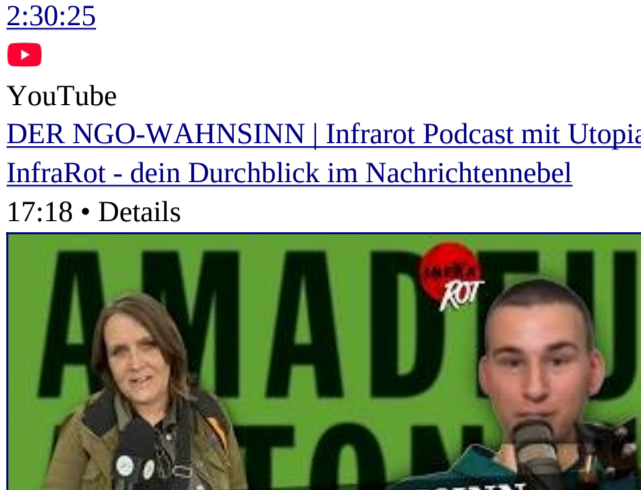 2:30:25
YouTube
DER NGO-WAHNSINN | Infrarot Podcast mit Utopia
InfraRot - dein Durchblick im Nachrichtennebel
17:18 • Details
AMADEU
INFRA
ROT